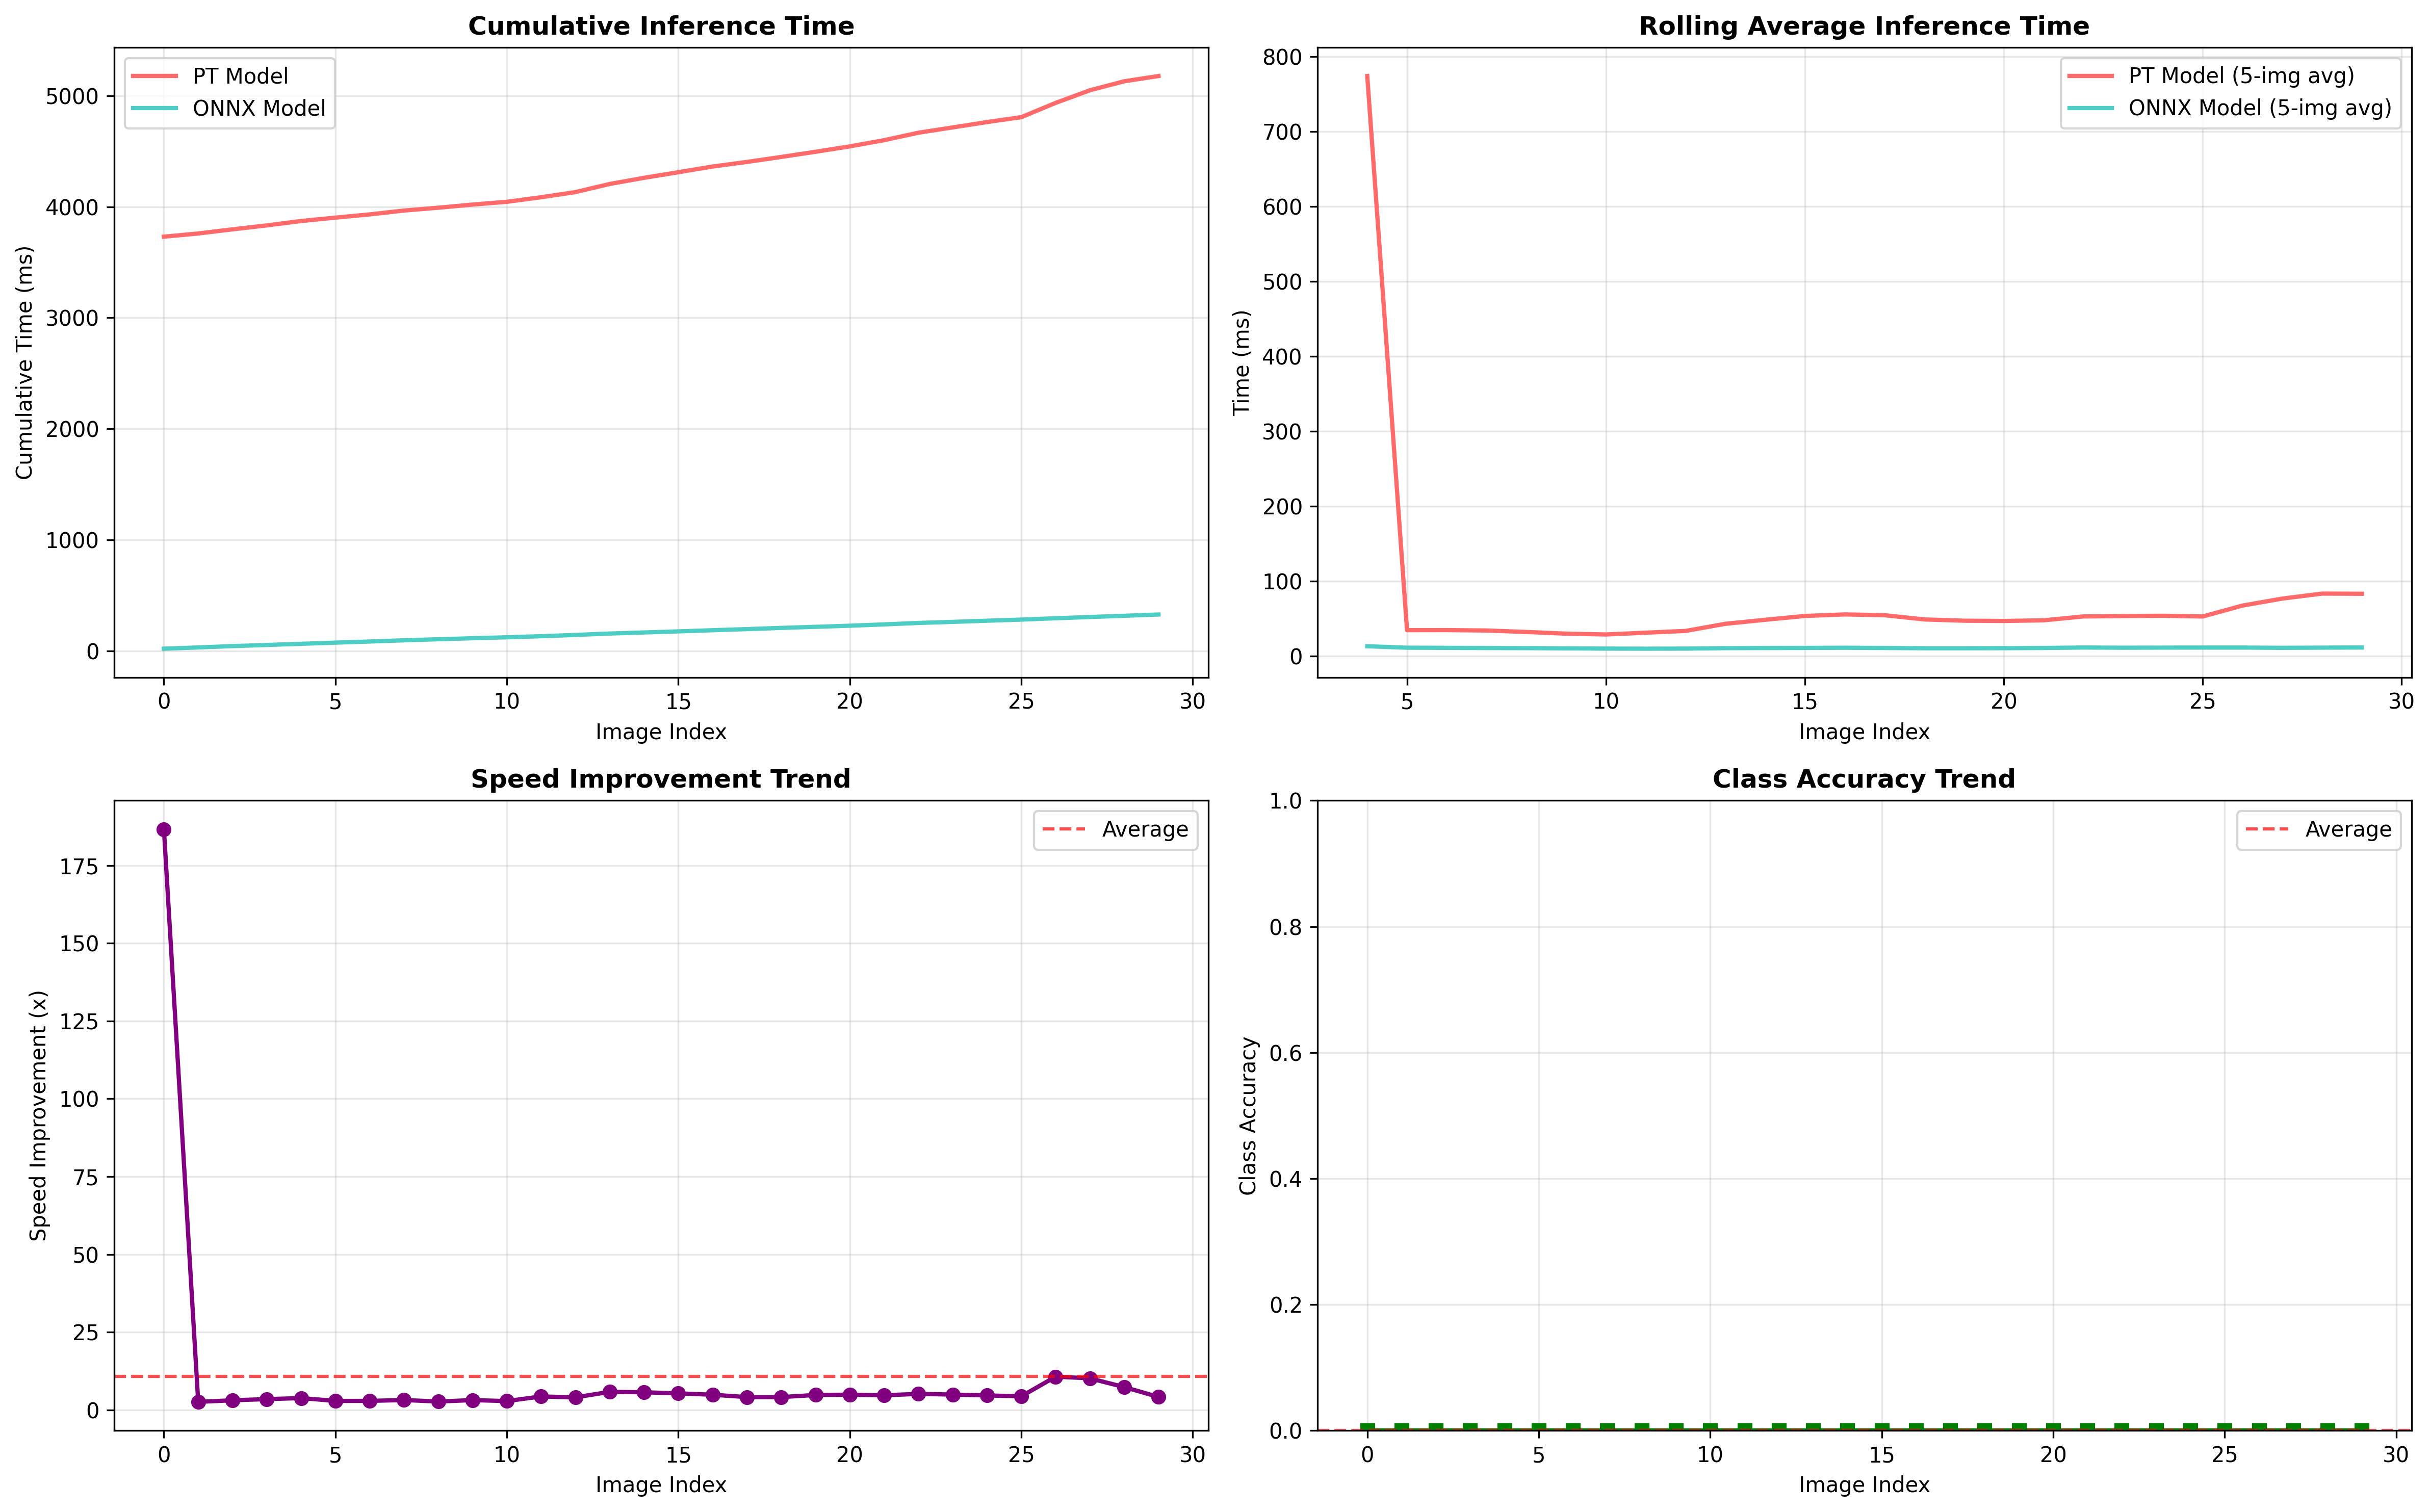 Cumulative Inference Time
PT Model
ONNX Model
Cumulative Time (ms)
5000
4000
3000
2000
1000
0
0 5 10 15 20 25 30
Image Index
Rolling Average Inference Time
PT Model (5-img avg)
ONNX Model (5-img avg)
Time (ms)
800
700
600
500
400
300
200
100
0
5 10 15 20 25 30
Image Index
Speed Improvement Trend
Average
Speed Improvement (x)
175
150
125
100
75
50
25
0
0 5 10 15 20 25 30
Image Index
Class Accuracy Trend
Average
Class Accuracy
1.0
0.8
0.6
0.4
0.2
0.0
0 5 10 15 20 25 30
Image Index